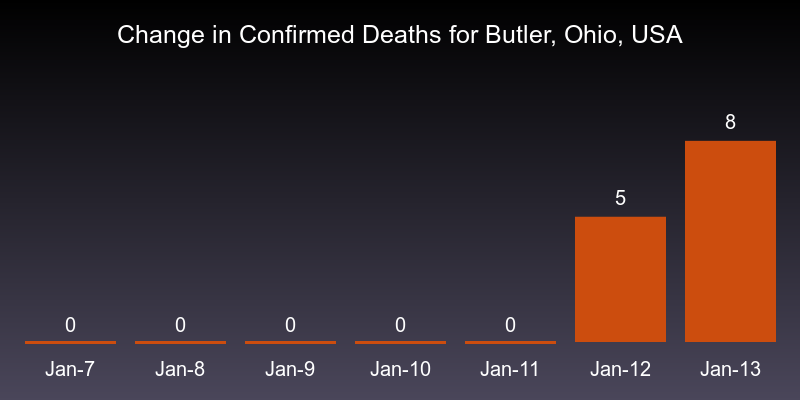 Change in Confirmed Deaths for Butler, Ohio, USA
8
5
0 0 0 0 0
Jan-7 Jan-8 Jan-9 Jan-10 Jan-11 Jan-12 Jan-13